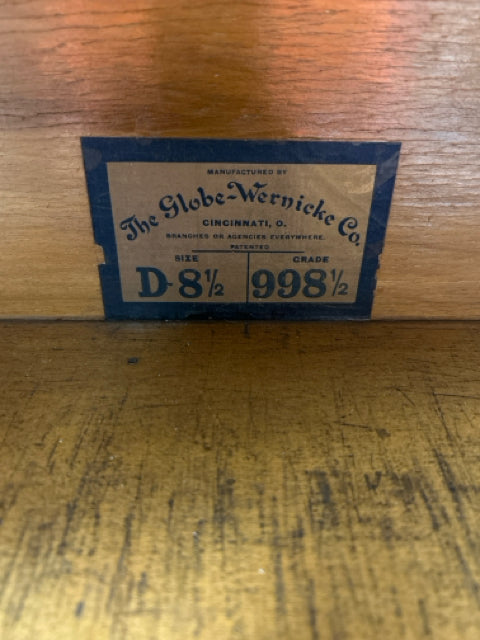 MANUFACTURED BY
The Globe-Wernicke Co.
CINCINNATI, O.
BRANCHES OR AGENCIES EVERYWHERE.
PATENTED
SIZE GRADE
D-8½ 998½